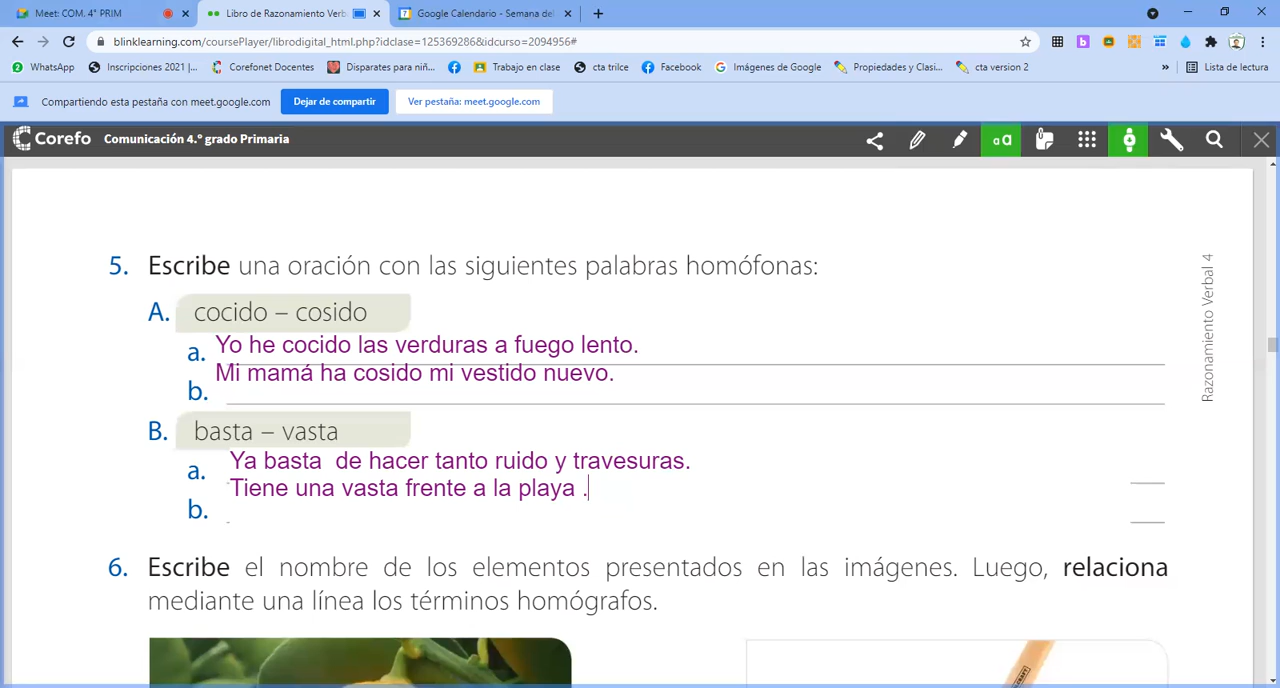 Meet: COM. 4° PRIM
Libro de Razonamiento Verb
Google Calendario - Semana del
blinklearning.com/coursePlayer/librodigital_html.php?idclase=125369286&idcurso=2094956#
WhatsApp Inscripciones 2021 |... Corefonet Docentes Disparates para niñ... Trabajo en clase cta trilce Facebook Imágenes de Google Propiedades y Clasi... cta version 2 » Lista de lectura
Compartiendo esta pestaña con meet.google.com Dejar de compartir Ver pestaña: meet.google.com
Corefo Comunicación 4.º grado Primaria
aa
5. Escribe una oración con las siguientes palabras homófonas:
A. cocido – cosido
a. Yo he cocido las verduras a fuego lento.
b. Mi mamá ha cosido mi vestido nuevo.
B. basta – vasta
a. Ya basta  de hacer tanto ruido y travesuras.
b. Tiene una vasta frente a la playa .
6. Escribe el nombre de los elementos presentados en las imágenes. Luego, relaciona
mediante una línea los términos homógrafos.
Razonamiento Verbal 4